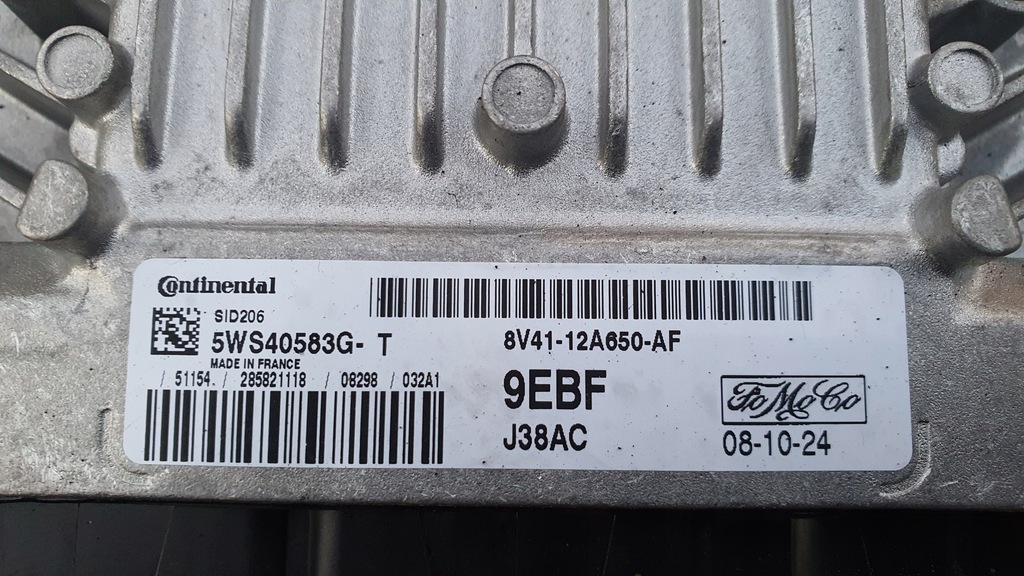 Continental
SID206
5WS40583G- T
MADE IN FRANCE
/ 51154 / 285821118 / 08298 / 032A1
8V41-12A650-AF
9EBF
J38AC
FoMoCo
08-10-24